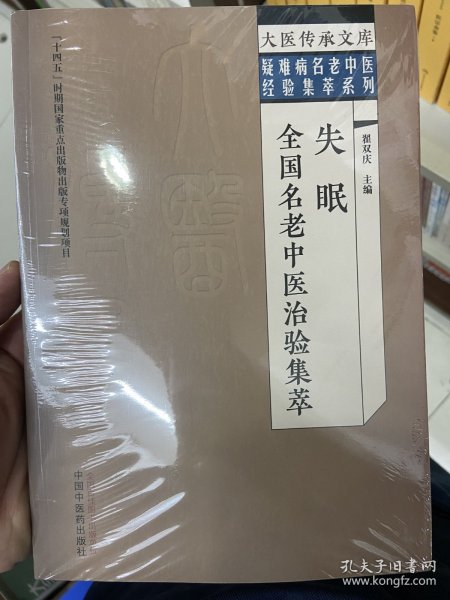 大医传承文库
疑难病名老中医
经验集萃系列
翟双庆 主编
失眠
全国名老中医治验集萃
“十四五”时期国家重点出版物出版专项规划项目
中国中医药出版社
孔夫子旧书网
www.kongfz.com